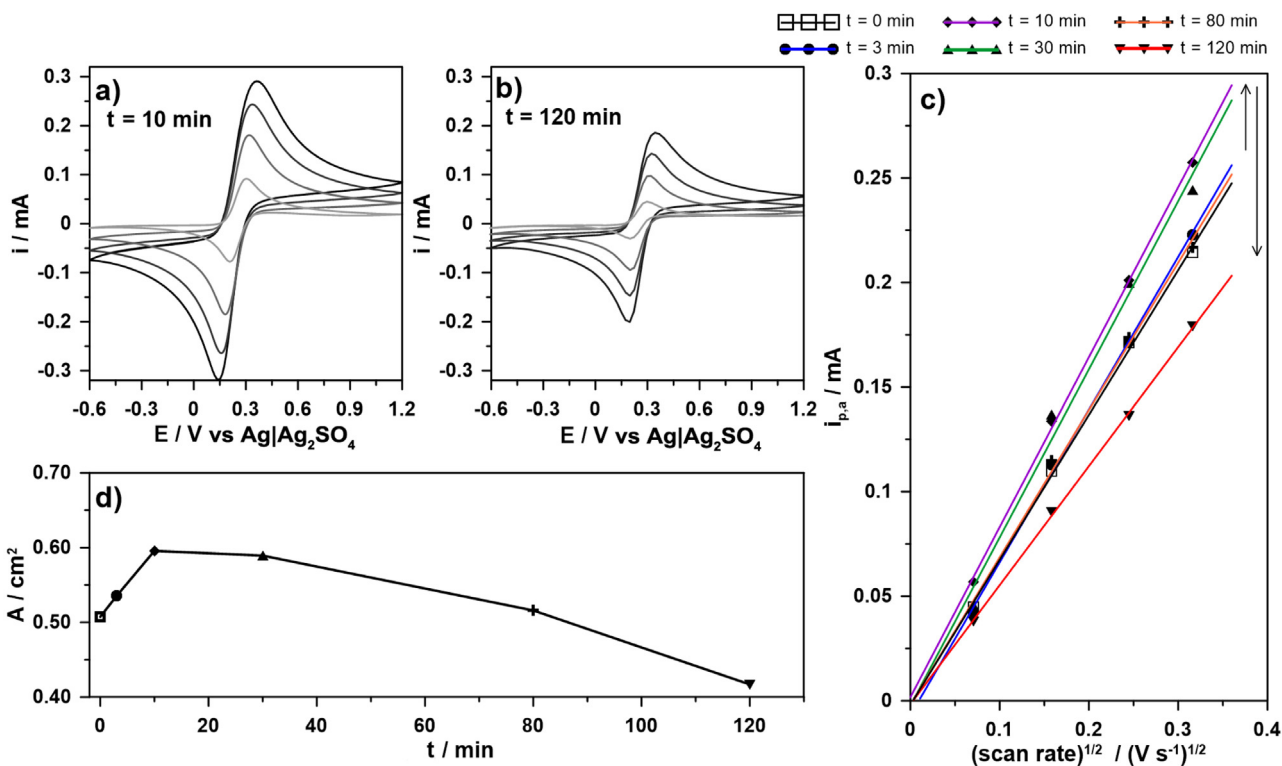 t = 0 min t = 10 min t = 80 min
t = 3 min t = 30 min t = 120 min
a)
t = 10 min
0.3
0.2
0.1
0
-0.1
-0.2
-0.3
i / mA
-0.6 -0.3 0 0.3 0.6 0.9 1.2
E / V vs Ag|Ag₂SO₄
b)
t = 120 min
0.3
0.2
0.1
0
-0.1
-0.2
-0.3
i / mA
-0.6 -0.3 0 0.3 0.6 0.9 1.2
E / V vs Ag|Ag₂SO₄
c)
0.3
0.25
0.2
0.15
0.1
0.05
0
i p,a / mA
0 0.1 0.2 0.3 0.4
(scan rate)¹ᐟ² / (V s⁻¹)¹ᐟ²
d)
0.70
0.60
0.50
0.40
A / cm²
0 20 40 60 80 100 120
t / min